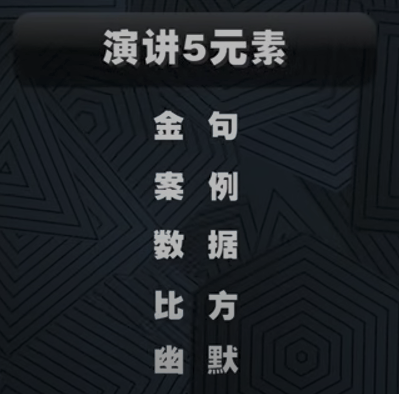 演讲5元素
金 句
案 例
数 据
比 方
幽 默